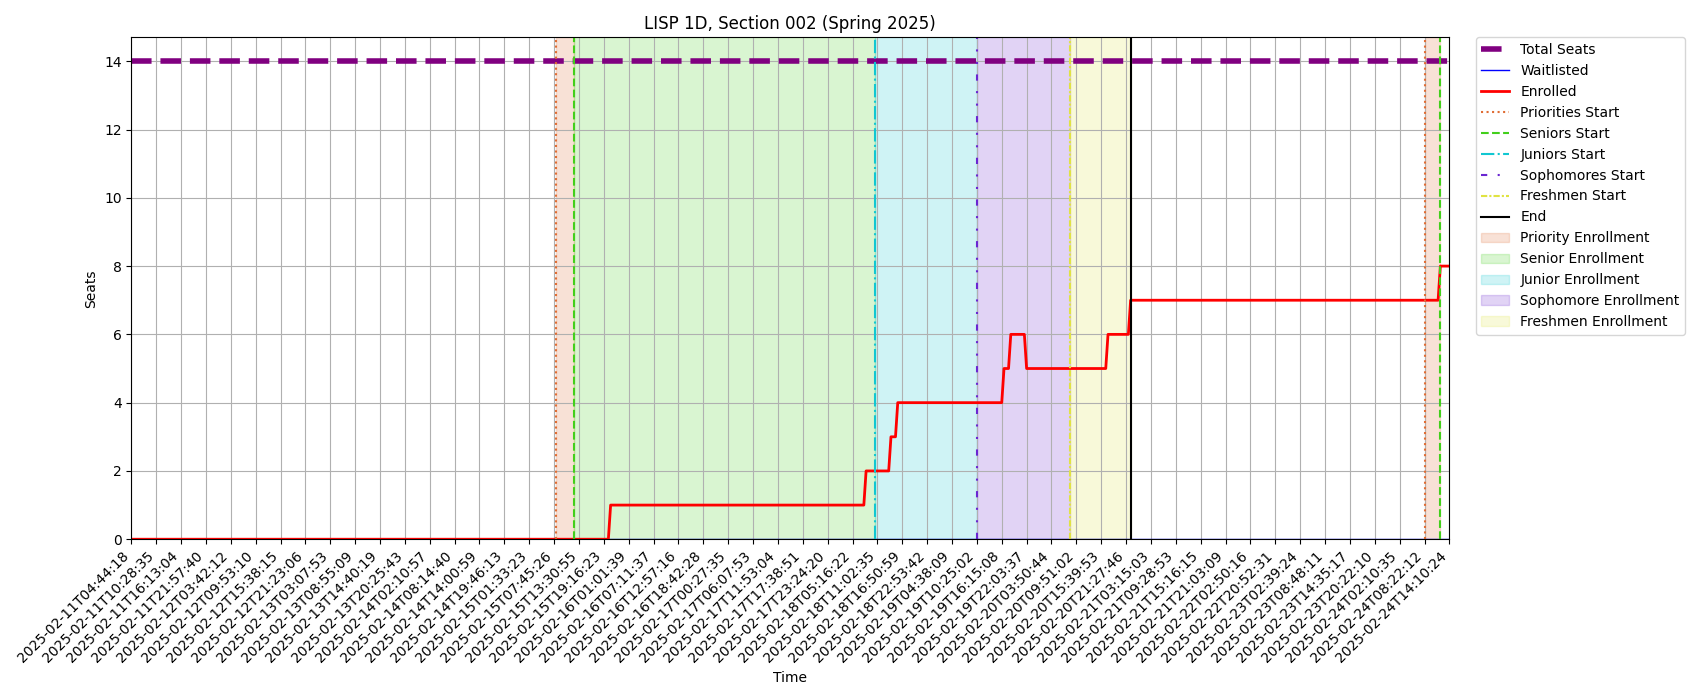 LISP 1D, Section 002 (Spring 2025)
Seats
14
12
10
8
6
4
2
0
2025-02-11T04:44:18
2025-02-11T10:28:35
2025-02-11T16:13:04
2025-02-11T21:57:40
2025-02-12T03:42:12
2025-02-12T09:53:10
2025-02-12T15:38:15
2025-02-12T21:23:06
2025-02-13T03:07:53
2025-02-13T08:55:09
2025-02-13T14:40:19
2025-02-13T20:25:43
2025-02-14T02:10:57
2025-02-14T08:14:40
2025-02-14T14:00:59
2025-02-14T19:46:13
2025-02-15T01:33:23
2025-02-15T07:45:26
2025-02-15T13:30:55
2025-02-15T19:16:23
2025-02-16T01:01:39
2025-02-16T07:11:37
2025-02-16T12:57:16
2025-02-16T18:42:28
2025-02-17T00:27:35
2025-02-17T06:07:53
2025-02-17T11:53:04
2025-02-17T17:38:51
2025-02-17T23:24:20
2025-02-18T05:16:22
2025-02-18T11:02:35
2025-02-18T16:50:59
2025-02-18T22:53:42
2025-02-19T04:38:09
2025-02-19T10:25:02
2025-02-19T16:15:08
2025-02-19T22:03:37
2025-02-20T03:50:44
2025-02-20T09:51:02
2025-02-20T15:39:53
2025-02-20T21:27:46
2025-02-21T03:15:03
2025-02-21T09:28:53
2025-02-21T15:16:15
2025-02-21T21:03:09
2025-02-22T02:50:16
2025-02-22T20:52:31
2025-02-23T02:39:24
2025-02-23T08:48:11
2025-02-23T14:35:17
2025-02-23T20:22:10
2025-02-24T02:10:35
2025-02-24T08:22:12
2025-02-24T14:10:24
Time
Total Seats
Waitlisted
Enrolled
Priorities Start
Seniors Start
Juniors Start
Sophomores Start
Freshmen Start
End
Priority Enrollment
Senior Enrollment
Junior Enrollment
Sophomore Enrollment
Freshmen Enrollment